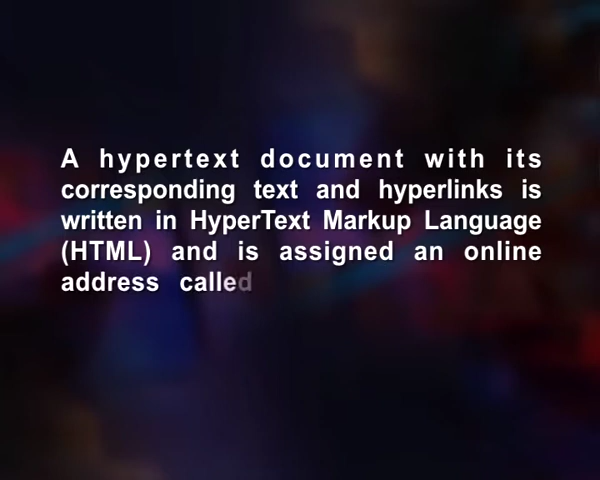 A hypertext document with its
corresponding text and hyperlinks is
written in HyperText Markup Language
(HTML) and is assigned an online
address called